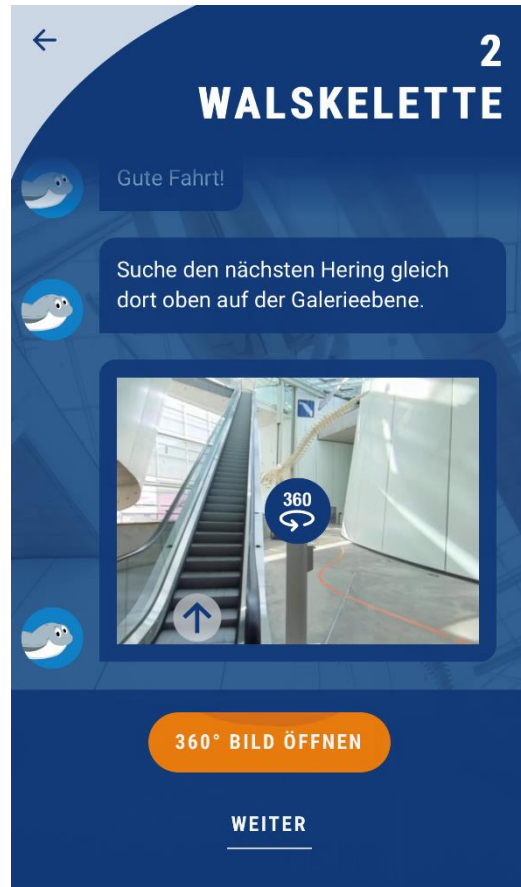 2
WALSKELETTE
Gute Fahrt!
Suche den nächsten Hering gleich
dort oben auf der Galerieebene.
360
360° BILD ÖFFNEN
WEITER